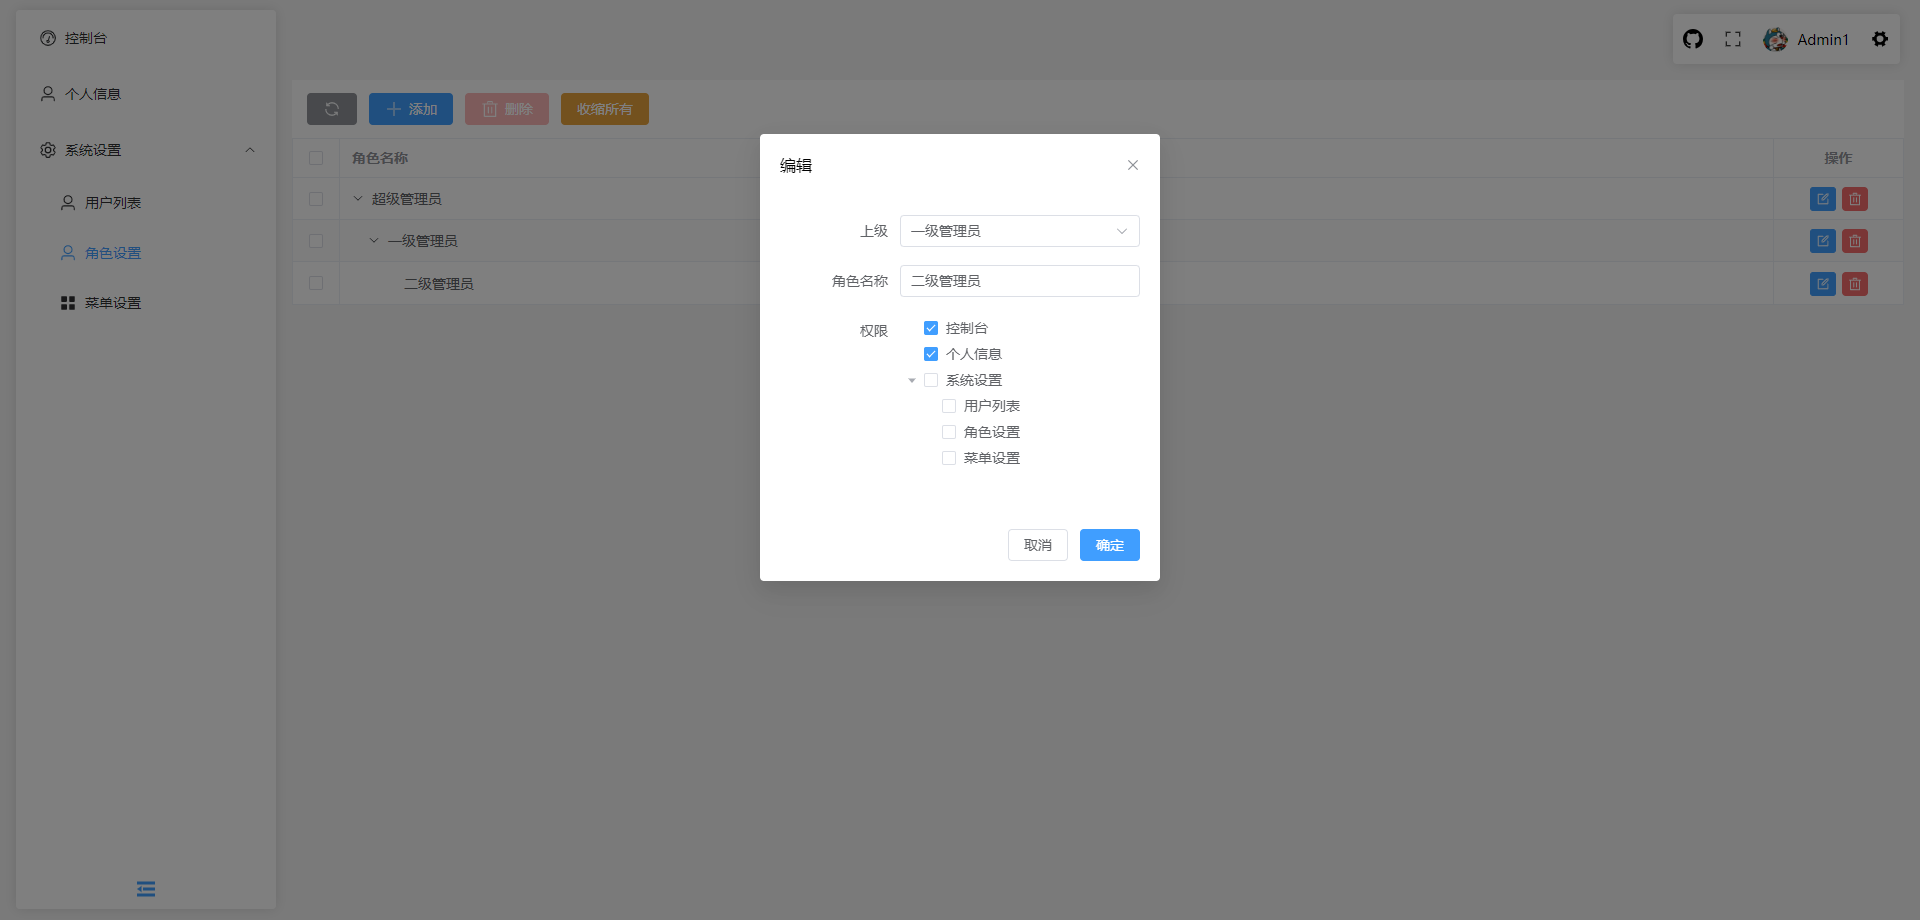 控制台
个人信息
系统设置
用户列表
角色设置
菜单设置
Admin1
添加 删除 收缩所有
角色名称 操作
超级管理员
一级管理员
二级管理员
编辑
上级 一级管理员
角色名称 二级管理员
权限 控制台
个人信息
系统设置
用户列表
角色设置
菜单设置
取消 确定